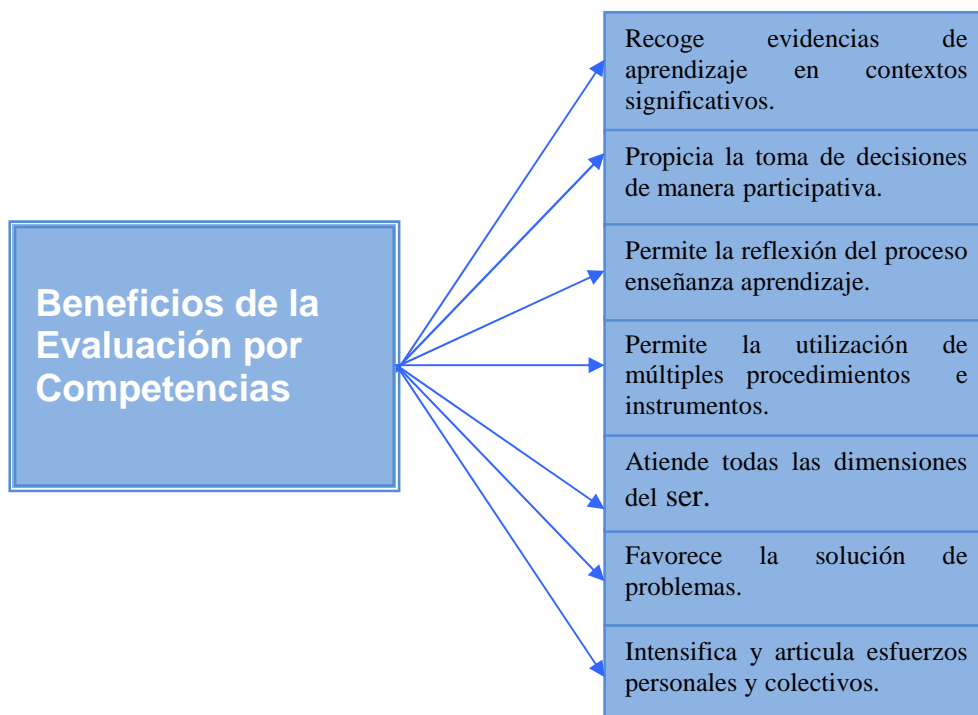 Beneficios de la
Evaluación por
Competencias
Recoge evidencias de
aprendizaje en contextos
significativos.
Propicia la toma de decisiones
de manera participativa.
Permite la reflexión del proceso
enseñanza aprendizaje.
Permite la utilización de
múltiples procedimientos e
instrumentos.
Atiende todas las dimensiones
del ser.
Favorece la solución de
problemas.
Intensifica y articula esfuerzos
personales y colectivos.